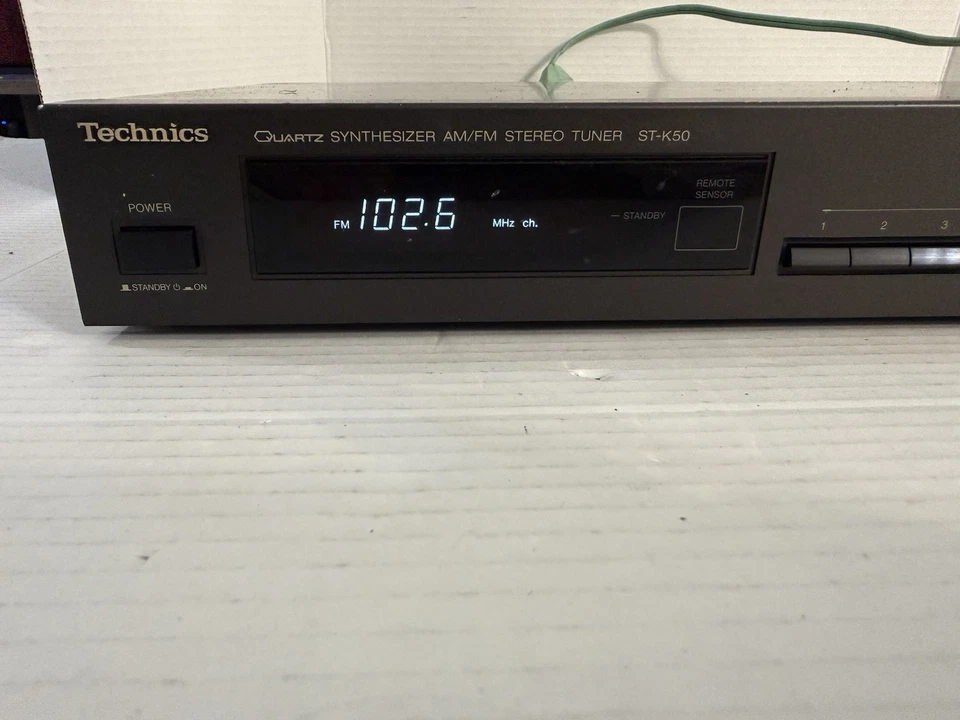 Technics
QUARTZ SYNTHESIZER AM/FM STEREO TUNER ST-K50
POWER
STANDBY ⏻ ON
FM 102.6 MHz ch.
STANDBY
REMOTE
SENSOR
1 2 3